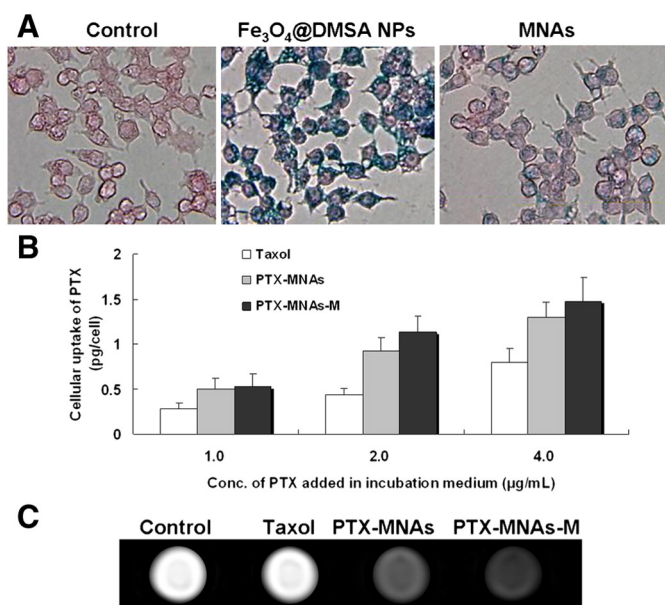 A
Control
Fe₃O₄@DMSA NPs
MNAs
B
Cellular uptake of PTX
(pg/cell)
2
1.5
1
0.5
0
Taxol
PTX-MNAs
PTX-MNAs-M
1.0
2.0
4.0
Conc. of PTX added in incubation medium (μg/mL)
C
Control
Taxol
PTX-MNAs
PTX-MNAs-M